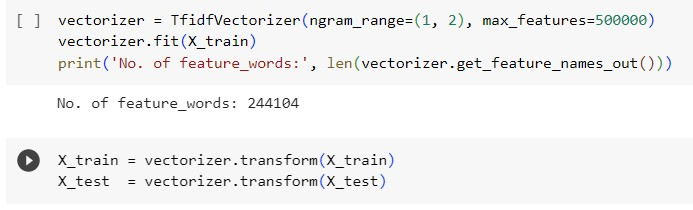 [ ] vectorizer = TfidfVectorizer(ngram_range=(1, 2), max_features=500000)
vectorizer.fit(X_train)
print('No. of feature_words:', len(vectorizer.get_feature_names_out()))
No. of feature_words: 244104
X_train = vectorizer.transform(X_train)
X_test  = vectorizer.transform(X_test)